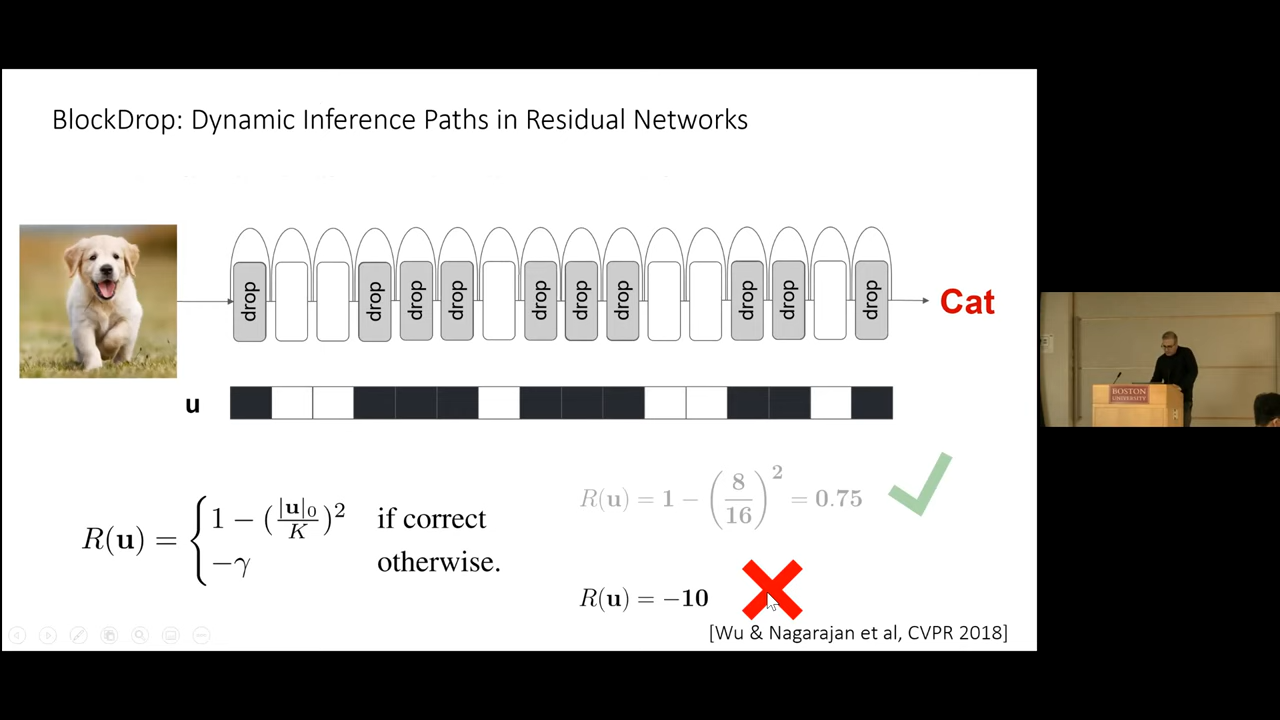 BlockDrop: Dynamic Inference Paths in Residual Networks
drop drop drop drop drop drop drop drop drop drop
Cat
u
R(u) = 1 − (8/16)² = 0.75
R(u) = { 1 − (|u|₀/K)² if correct
−γ otherwise.
R(u) = −10
[Wu & Nagarajan et al, CVPR 2018]
BOSTON
UNIVERSITY